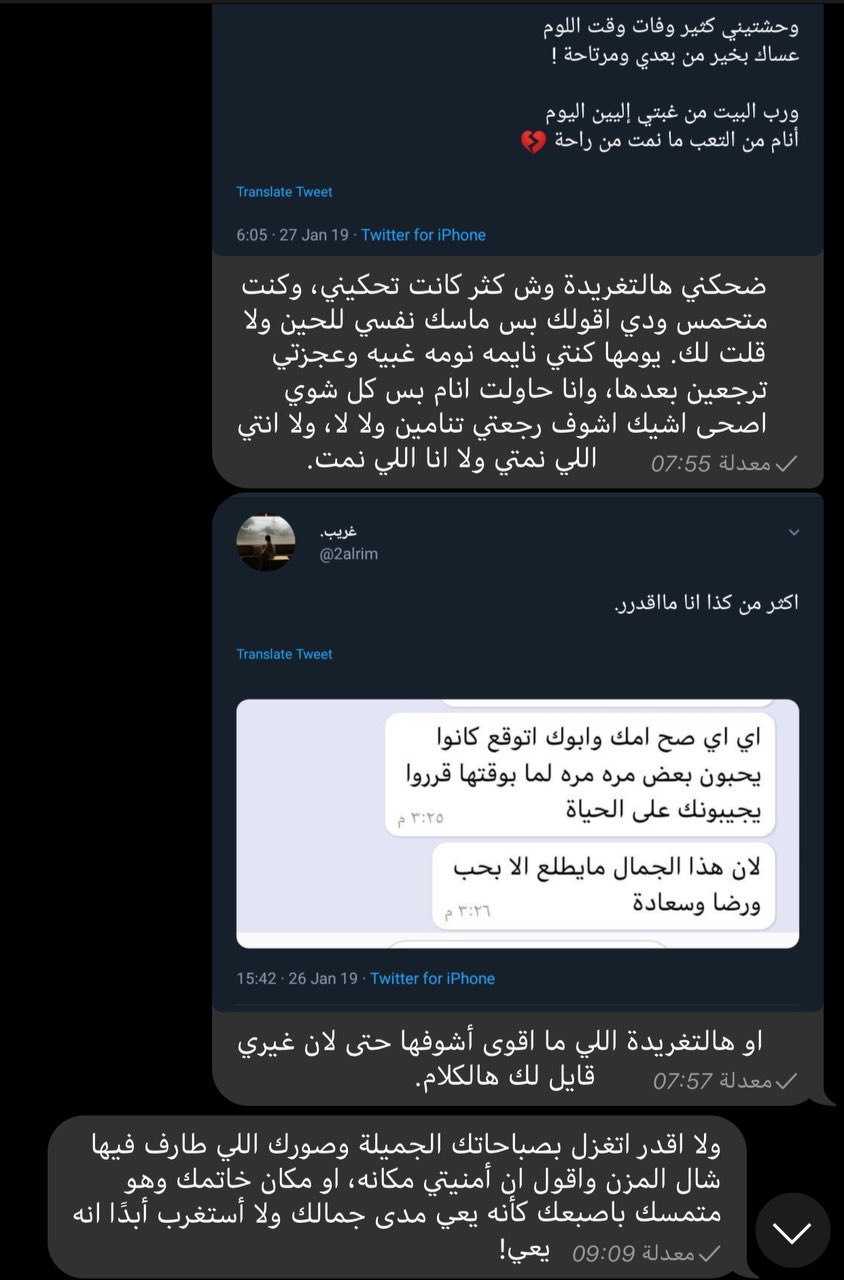 وحشتيني كثير وفات وقت اللوم
عساك بخير من بعدي ومرتاحة !
ورب البيت من غبتي إليين اليوم
أنام من التعب ما نمت من راحة 💔
Translate Tweet
6:05 · 27 Jan 19 · Twitter for iPhone
ضحكني هالتغريدة وش كثر كانت تحكيني، وكنت
متحمس ودي اقولك بس ماسك نفسي للحين ولا
قلت لك. يومها كنتي نايمه نومه غبيه وعجزتي
ترجعين بعدها، وانا حاولت انام بس كل شوي
اصحى اشيك اشوف رجعتي تنامين ولا لا، ولا انتي
اللي نمتي ولا انا اللي نمت.
معدلة 07:55
غريب.
@2alrim
اكثر من كذا انا مااقدرر.
Translate Tweet
اي اي صح امك وابوك اتوقع كانوا
يحبون بعض مره مره لما بوقتها قرروا
يجيبونك على الحياة
٣:٢٥ م
لان هذا الجمال مايطلع الا بحب
ورضا وسعادة
٣:٢٦ م
15:42 · 26 Jan 19 · Twitter for iPhone
او هالتغريدة اللي ما اقوى أشوفها حتى لان غيري
قايل لك هالكلام.
معدلة 07:57
ولا اقدر اتغزل بصباحاتك الجميلة وصورك اللي طارف فيها
شال المزن واقول ان أمنيتي مكانه، او مكان خاتمك وهو
متمسك باصبعك كأنه يعي مدى جمالك ولا أستغرب أبدًا انه
يعي!
معدلة 09:09